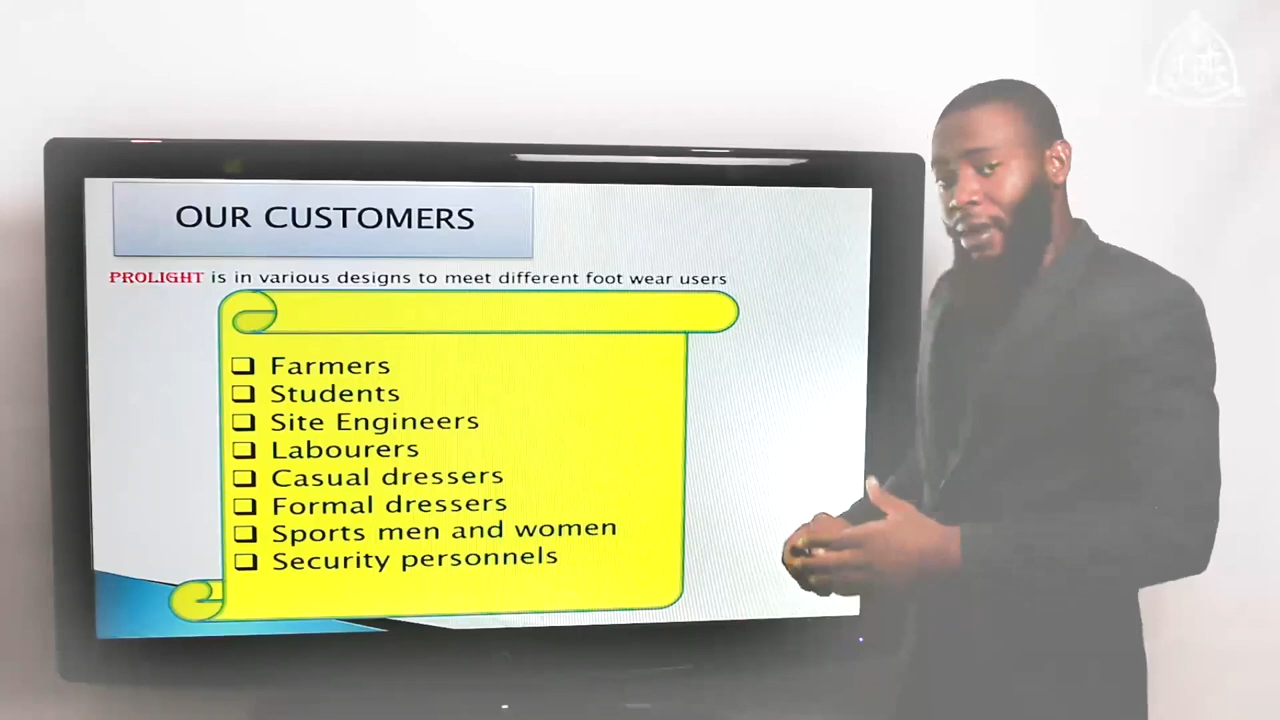 OUR CUSTOMERS
PROLIGHT is in various designs to meet different foot wear users
❑ Farmers
❑ Students
❑ Site Engineers
❑ Labourers
❑ Casual dressers
❑ Formal dressers
❑ Sports men and women
❑ Security personnels